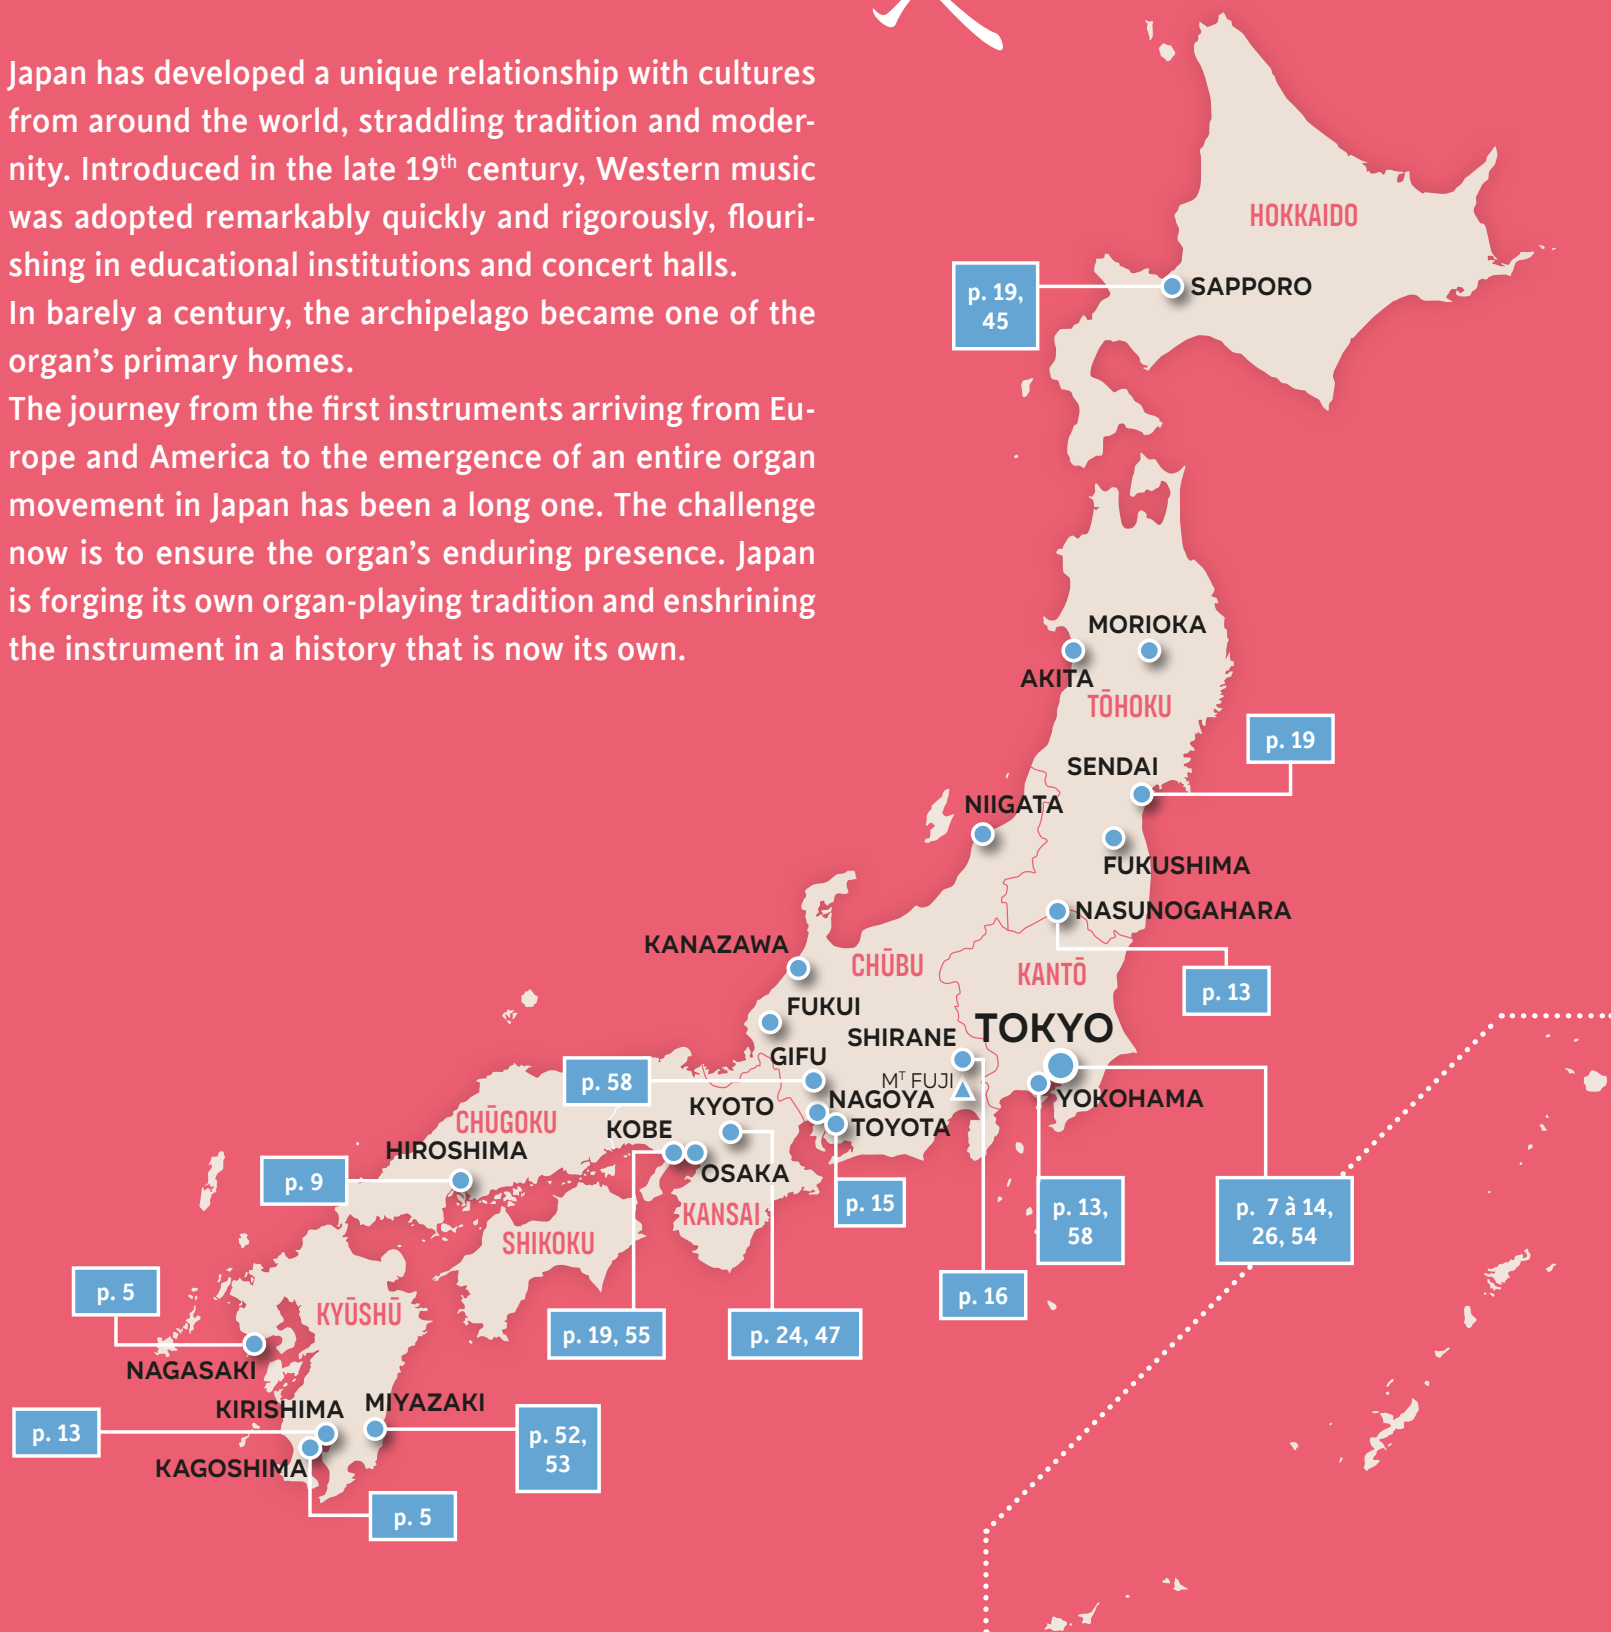 Japan has developed a unique relationship with cultures
from around the world, straddling tradition and moder-
nity. Introduced in the late 19th century, Western music
was adopted remarkably quickly and rigorously, flouri-
shing in educational institutions and concert halls.
In barely a century, the archipelago became one of the
organ's primary homes.
The journey from the first instruments arriving from Eu-
rope and America to the emergence of an entire organ
movement in Japan has been a long one. The challenge
now is to ensure the organ's enduring presence. Japan
is forging its own organ-playing tradition and enshrining
the instrument in a history that is now its own.
HOKKAIDO
SAPPORO
p. 19,
45
MORIOKA
AKITA
TŌHOKU
p. 19
SENDAI
NIIGATA
FUKUSHIMA
NASUNOGAHARA
KANAZAWA
CHŪBU
KANTŌ
p. 13
FUKUI
SHIRANE
TOKYO
GIFU
p. 58
MT FUJI
NAGOYA
YOKOHAMA
KYOTO
CHŪGOKU
KOBE
TOYOTA
HIROSHIMA
OSAKA
p. 9
p. 15
p. 13,
58
p. 7 à 14,
26, 54
KANSAI
SHIKOKU
p. 5
p. 16
KYŪSHŪ
p. 19, 55
p. 24, 47
NAGASAKI
KIRISHIMA
MIYAZAKI
p. 13
p. 52,
53
KAGOSHIMA
p. 5